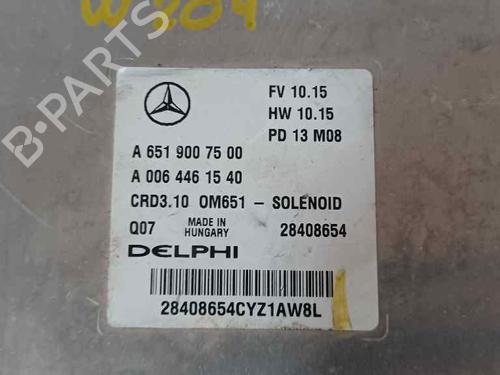 W204
FV 10.15
HW 10.15
PD 13 M08
A 651 900 75 00
A 006 446 15 40
CRD3.10 OM651 - SOLENOID
Q07 MADE IN HUNGARY 28408654
DELPHI
28408654CYZ1AW8L
B-PARTS